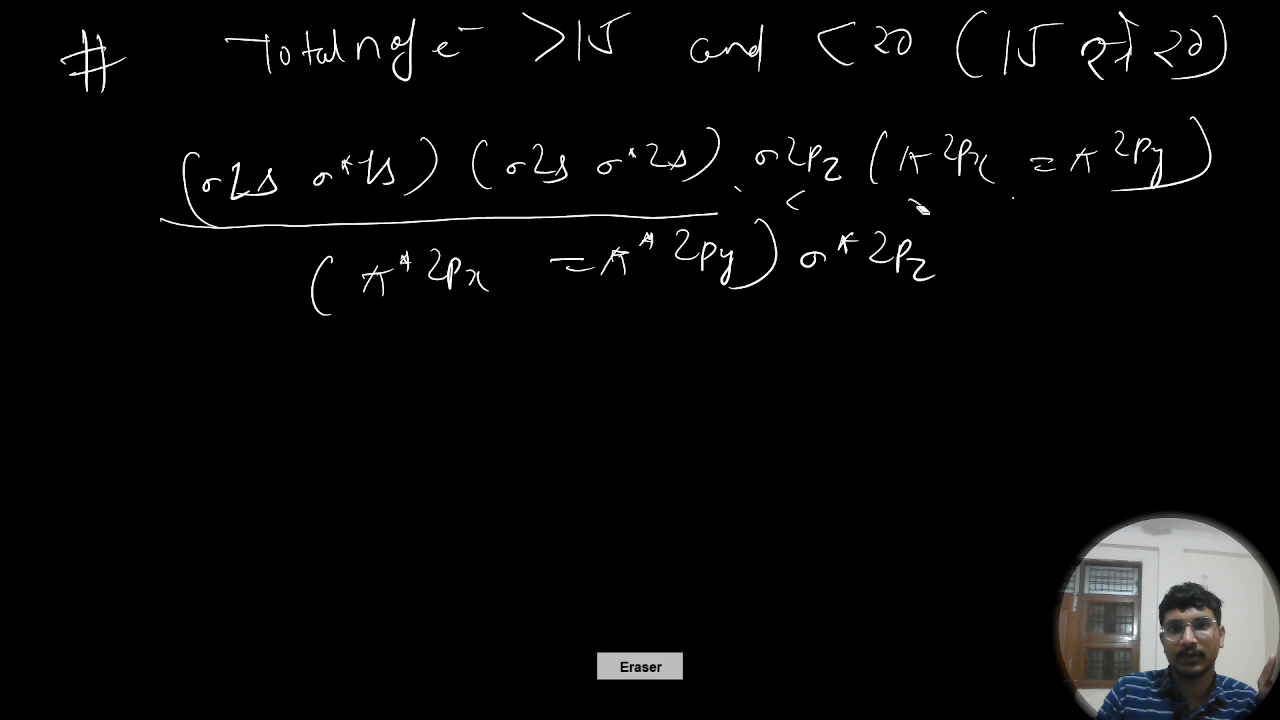 # Total no of e⁻ >15 and < 20 (15 से 20)
(σ1s σ*1s) (σ2s σ*2s) σ2pz (π2px = π2py)
(π*2px = π*2py) σ*2pz
Eraser